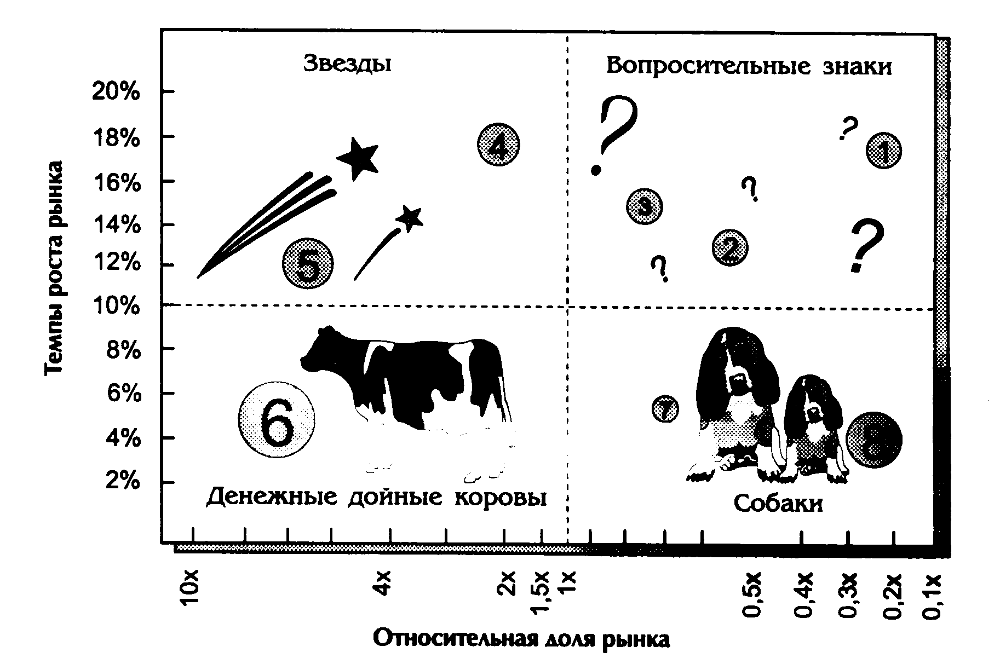 Звезды
Вопросительные знаки
20%
18%
16%
14%
12%
10%
8%
6%
4%
2%
Темпы роста рынка
?
?
?
?
?
4
1
3
2
5
6
7
8
Денежные дойные коровы
Собаки
10x
4x
2x
1,5x
1x
0,5x
0,4x
0,3x
0,2x
0,1x
Относительная доля рынка